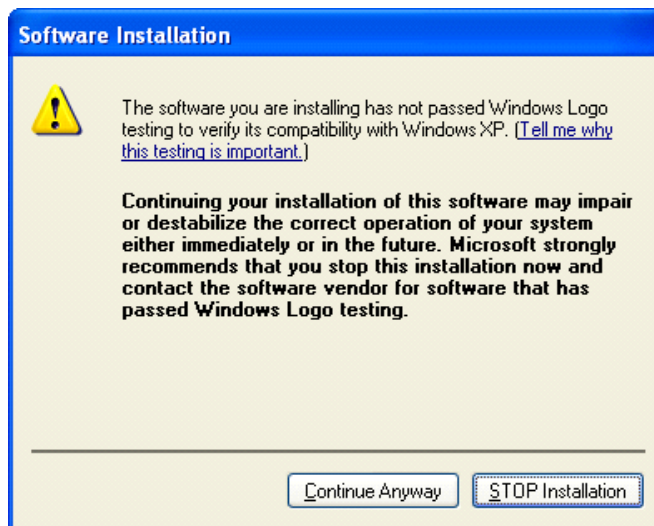 Software Installation
The software you are installing has not passed Windows Logo
testing to verify its compatibility with Windows XP. (Tell me why
this testing is important.)
Continuing your installation of this software may impair
or destabilize the correct operation of your system
either immediately or in the future. Microsoft strongly
recommends that you stop this installation now and
contact the software vendor for software that has
passed Windows Logo testing.
Continue Anyway STOP Installation